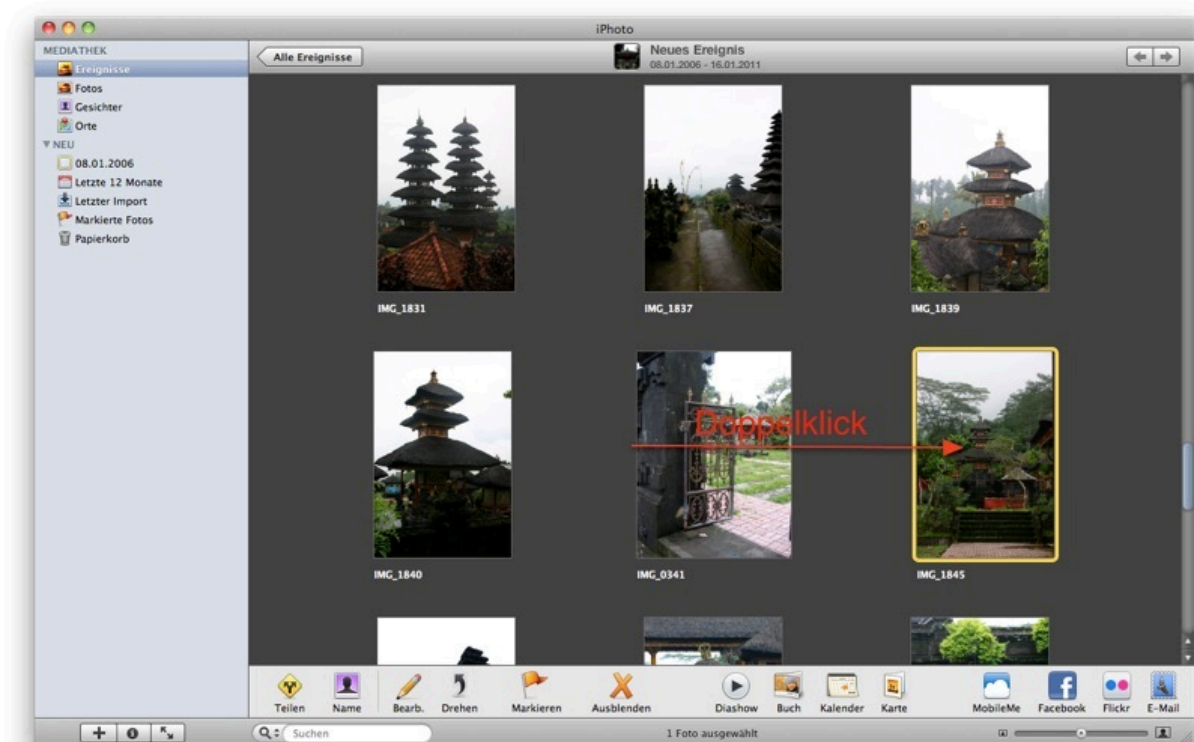 iPhoto
MEDIATHEK
Ereignisse
Fotos
Gesichter
Orte
NEU
08.01.2006
Letzte 12 Monate
Letzter Import
Markierte Fotos
Papierkorb
Alle Ereignisse
Neues Ereignis
08.01.2006 - 16.01.2011
IMG_1831
IMG_1837
IMG_1839
Doppelklick
IMG_1840
IMG_0341
IMG_1845
Teilen
Name
Bearb.
Drehen
Markieren
Ausblenden
Diashow
Buch
Kalender
Karte
MobileMe
Facebook
Flickr
E-Mail
Suchen
1 Foto ausgewählt